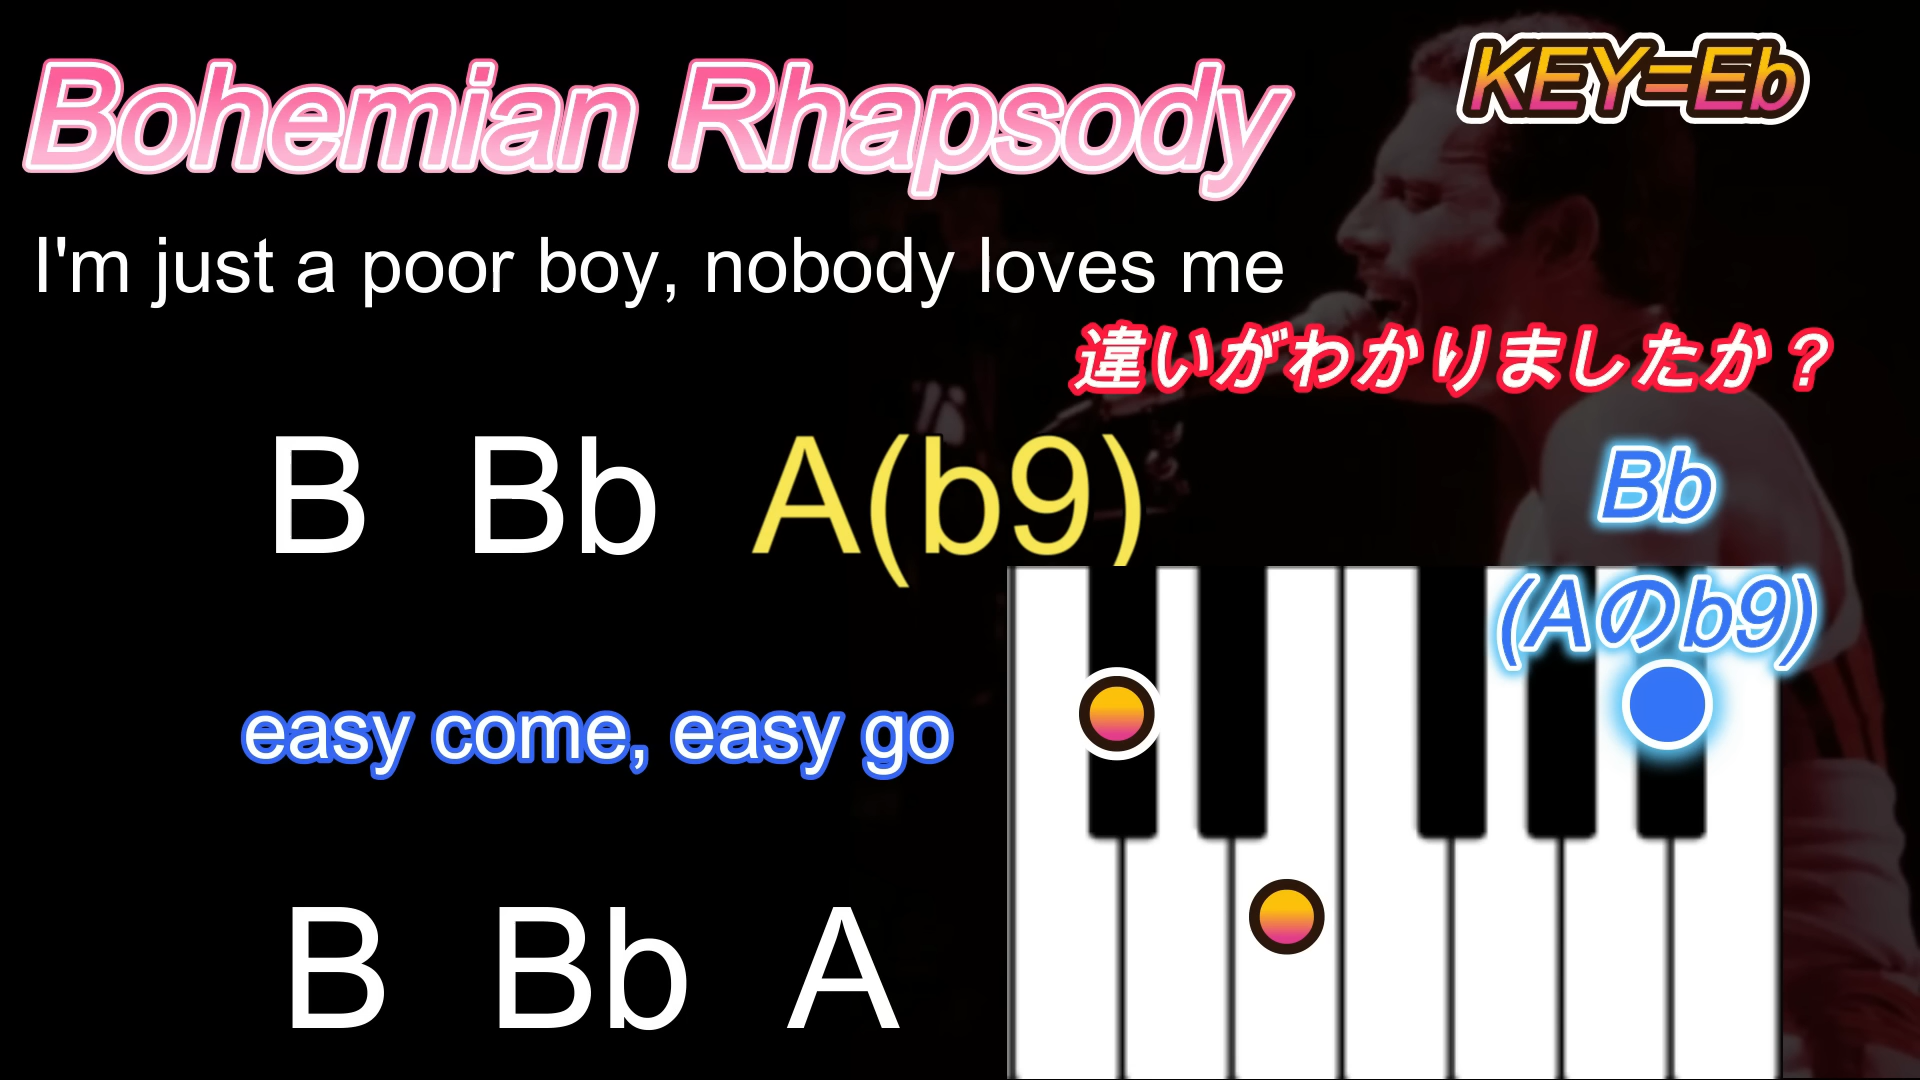 Bohemian Rhapsody
KEY=Eb
I'm just a poor boy, nobody loves me
違いがわかりましたか？
B Bb A(b9)
Bb
(Aのb9)
easy come, easy go
B Bb A